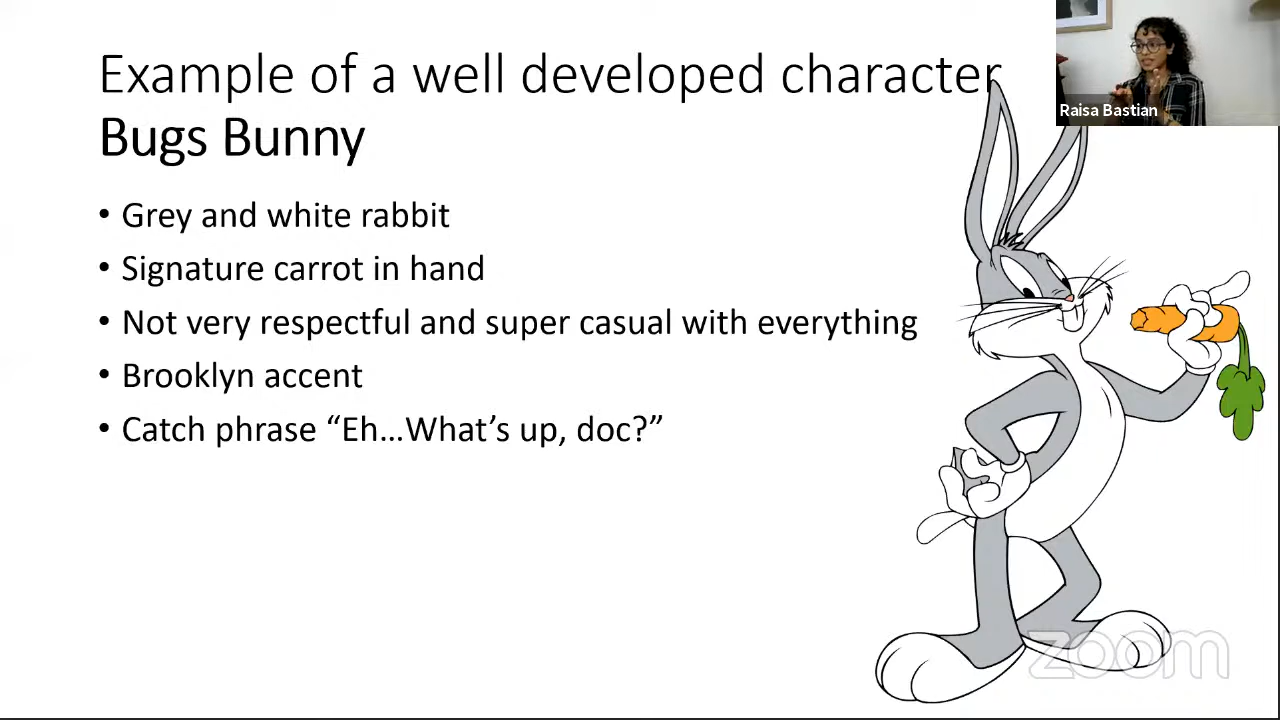 Example of a well developed character
Bugs Bunny
• Grey and white rabbit
• Signature carrot in hand
• Not very respectful and super casual with everything
• Brooklyn accent
• Catch phrase “Eh…What’s up, doc?”
Raisa Bastian
zoom